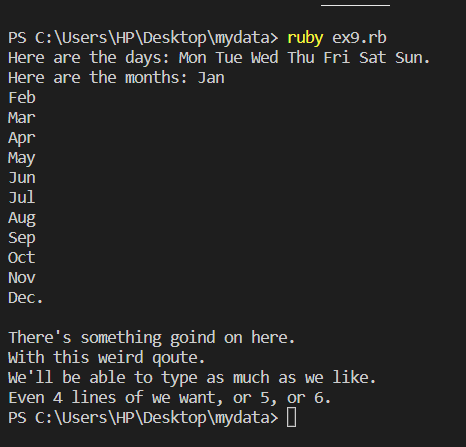 PS C:\Users\HP\Desktop\mydata> ruby ex9.rb
Here are the days: Mon Tue Wed Thu Fri Sat Sun.
Here are the months: Jan
Feb
Mar
Apr
May
Jun
Jul
Aug
Sep
Oct
Nov
Dec.
There's something goind on here.
With this weird qoute.
We'll be able to type as much as we like.
Even 4 lines of we want, or 5, or 6.
PS C:\Users\HP\Desktop\mydata>